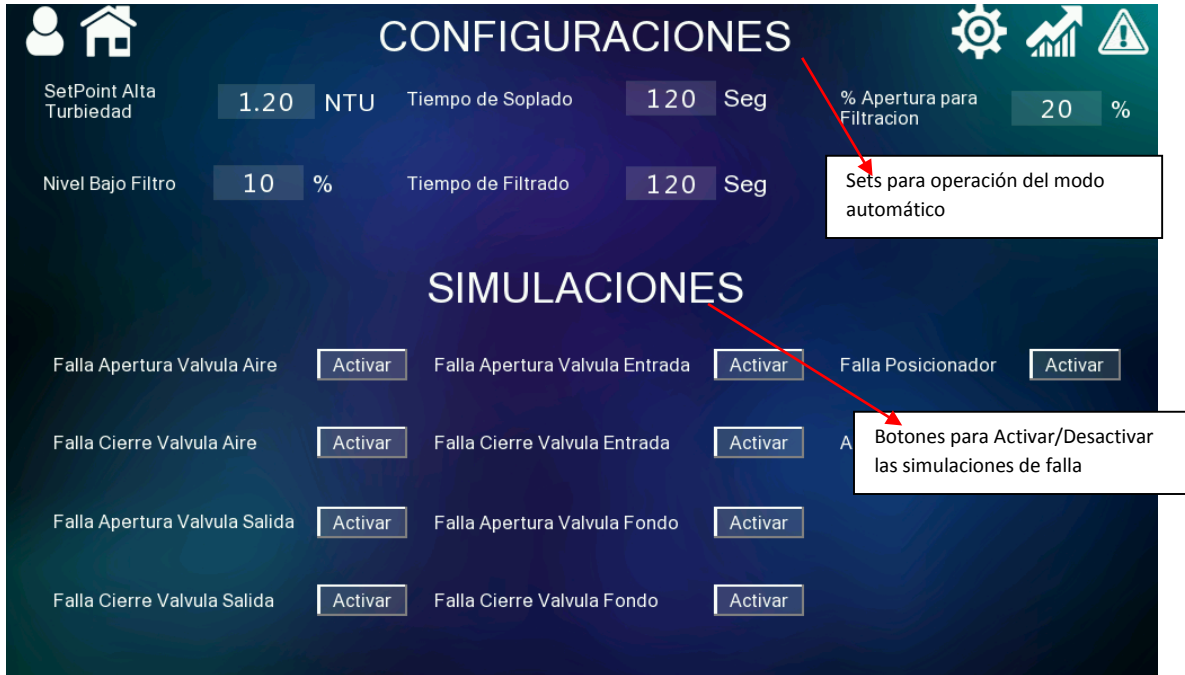 CONFIGURACIONES
SetPoint Alta
Turbiedad
1.20 NTU
Tiempo de Soplado 120 Seg
% Apertura para
Filtracion
20 %
Nivel Bajo Filtro 10 %
Tiempo de Filtrado 120 Seg
Sets para operación del modo
automático
SIMULACIONES
Falla Apertura Valvula Aire Activar
Falla Apertura Valvula Entrada Activar
Falla Posicionador Activar
Falla Cierre Valvula Aire Activar
Falla Cierre Valvula Entrada Activar
A
Botones para Activar/Desactivar
las simulaciones de falla
Falla Apertura Valvula Salida Activar
Falla Apertura Valvula Fondo Activar
Falla Cierre Valvula Salida Activar
Falla Cierre Valvula Fondo Activar